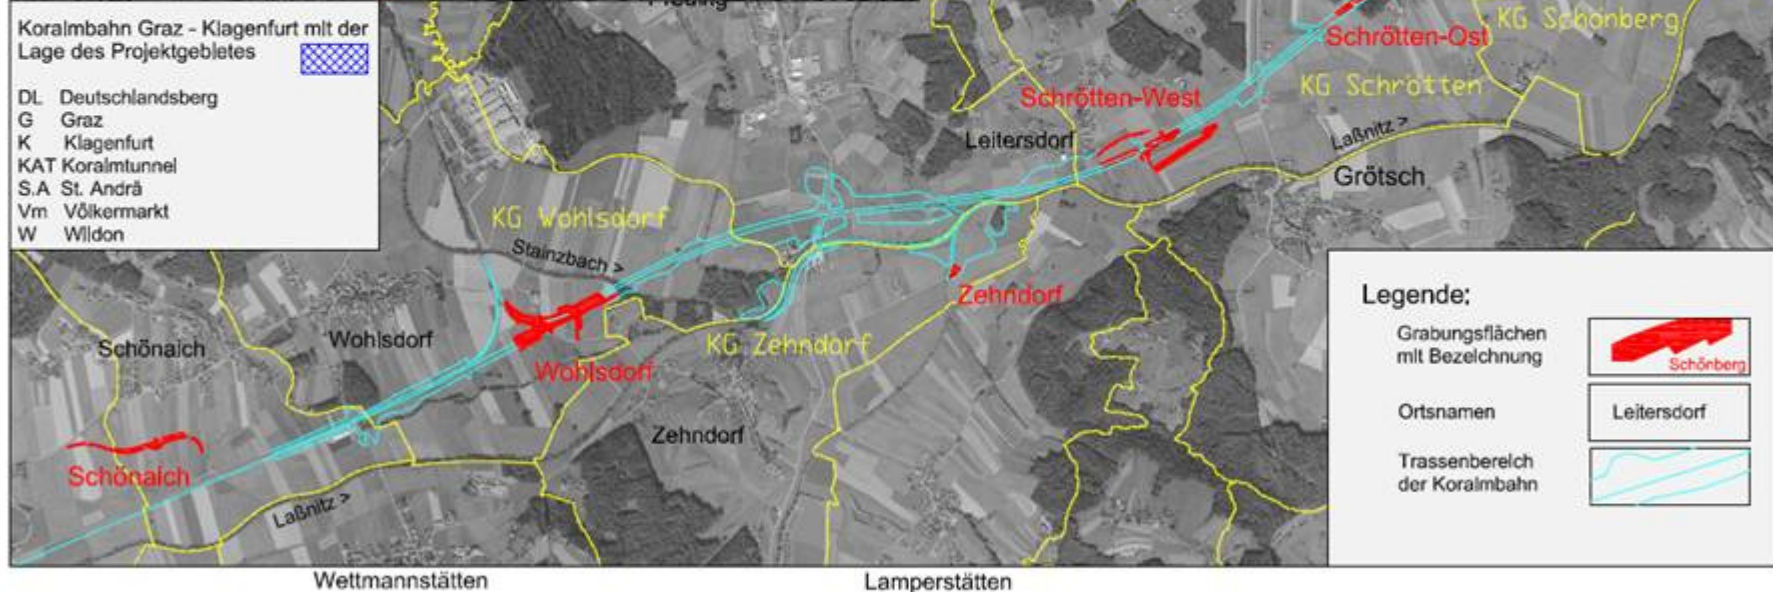 Koralmbahn Graz - Klagenfurt mit der
Lage des Projektgebietes
DL Deutschlandsberg
G Graz
K Klagenfurt
KAT Koralmtunnel
S.A St. Andrä
Vm Völkermarkt
W Wildon
KG Schönberg
Schrötten-Ost
KG Schrötten
Schrötten-West
Leitersdorf
Laßnitz >
Grötsch
KG Wohlsdorf
Stainzbach >
Zehndorf
Schönaich
Wohlsdorf
KG Zehndorf
Wohlsdorf
Zehndorf
Schönaich
Laßnitz >
Legende:
Grabungsflächen
mit Bezeichnung
Schönberg
Ortsnamen
Leitersdorf
Trassenbereich
der Koralmbahn
Wettmannstätten
Lamperstätten